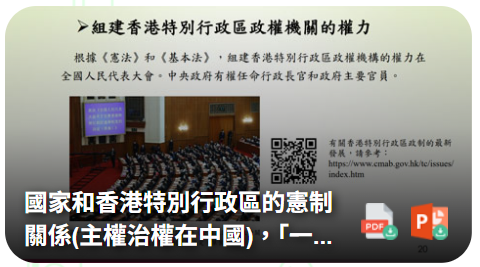 ➢組建香港特別行政區政權機關的權力
根據《憲法》和《基本法》，組建香港特別行政區政權機構的權力在
全國人民代表大會。中央政府有權任命行政長官和政府主要官員。
有關香港特別行政區政制的最新
發展，請參考：
https://www.cmab.gov.hk/tc/issues/
index.htm
國家和香港特別行政區的憲制
關係(主權治權在中國)，「一...
PDF
P
20